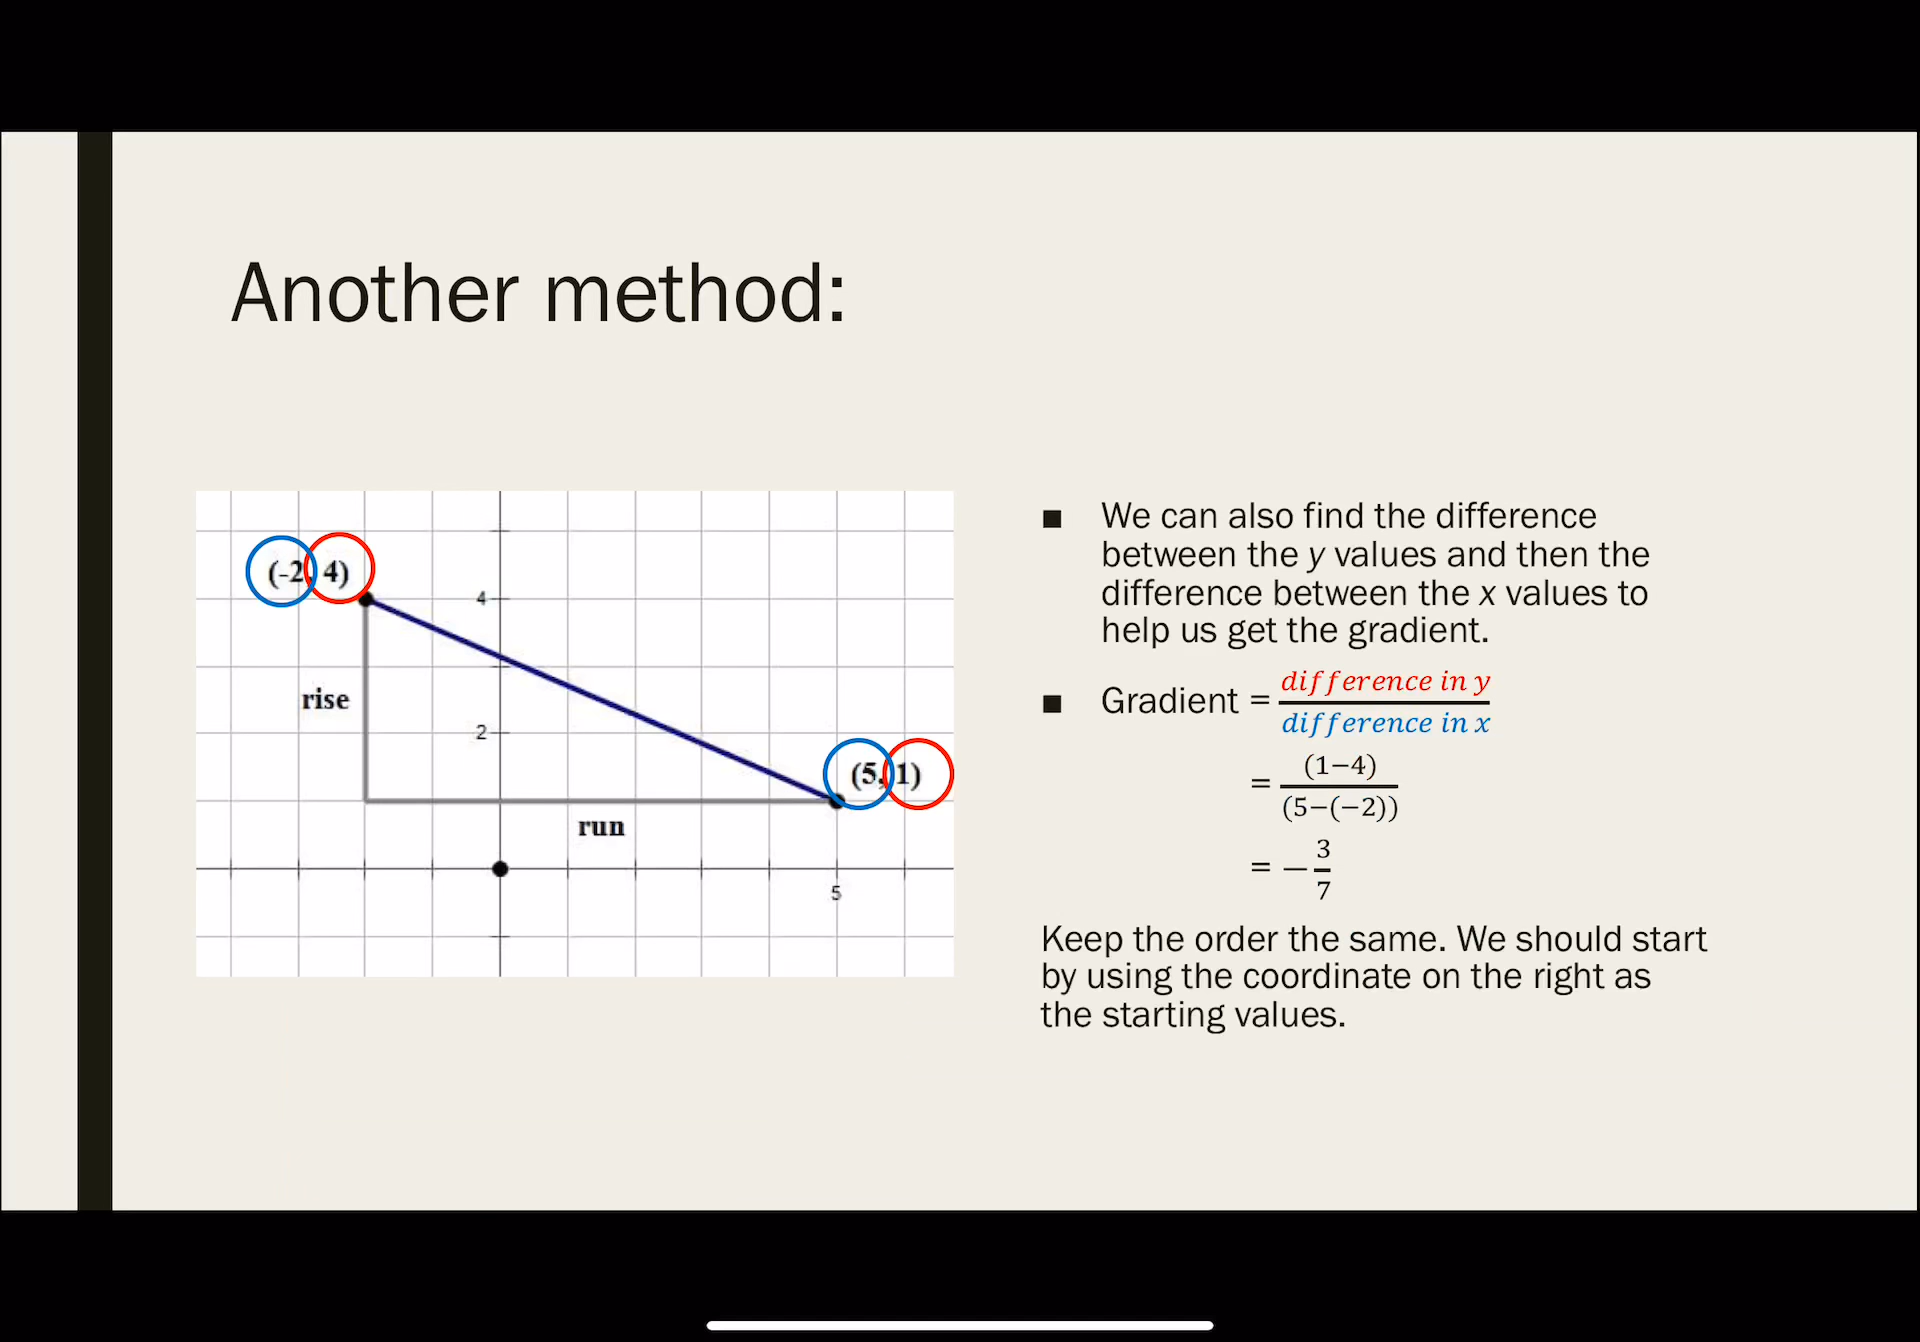 Another method:
(-2, 4)
4
rise
2
(5, 1)
run
5
■ We can also find the difference
between the y values and then the
difference between the x values to
help us get the gradient.
■ Gradient = difference in y / difference in x
= (1−4) / (5−(−2))
= − 3/7
Keep the order the same. We should start
by using the coordinate on the right as
the starting values.